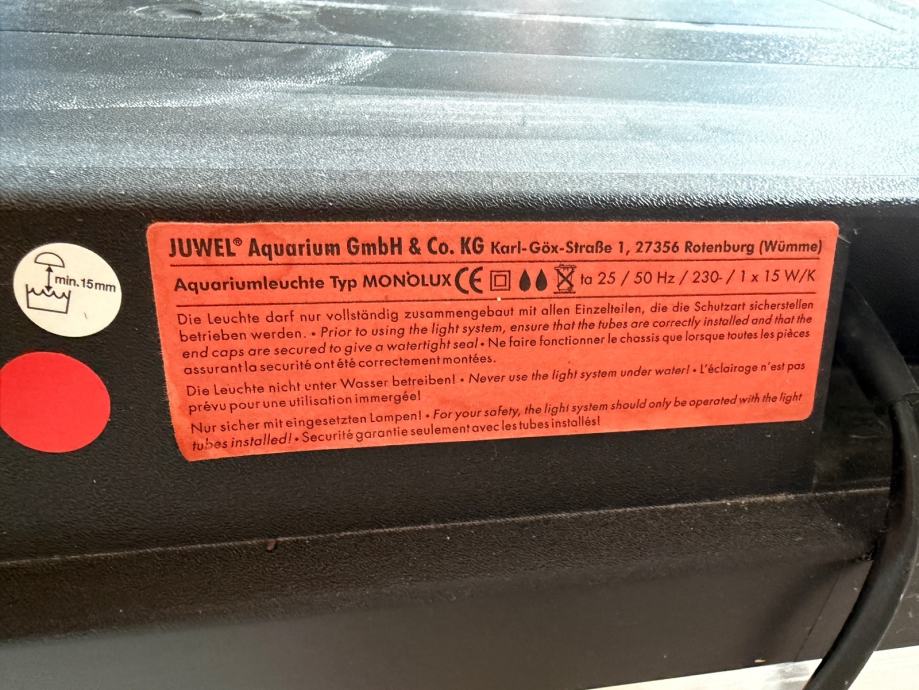 min. 15 mm
JUWEL® Aquarium GmbH & Co. KG Karl-Göx-Straße 1, 27356 Rotenburg (Wümme)
Aquariumleuchte Typ MONOLUX CE ta 25 / 50 Hz / 230- / 1 x 15 W/K
Die Leuchte darf nur vollständig zusammengebaut mit allen Einzelteilen, die die Schutzart sicherstellen
betrieben werden. • Prior to using the light system, ensure that the tubes are correctly installed and that the
end caps are secured to give a watertight seal • Ne faire fonctionner le chassis que lorsque toutes les pièces
assurant la securité ont été correctement montées.
Die Leuchte nicht unter Wasser betreiben! • Never use the light system under water! • L'éclairage n'est pas
prévu pour une utilisation immergée!
Nur sicher mit eingesetzten Lampen! • For your safety, the light system should only be operated with the light
tubes installed! • Securité garantie seulement avec les tubes installés!